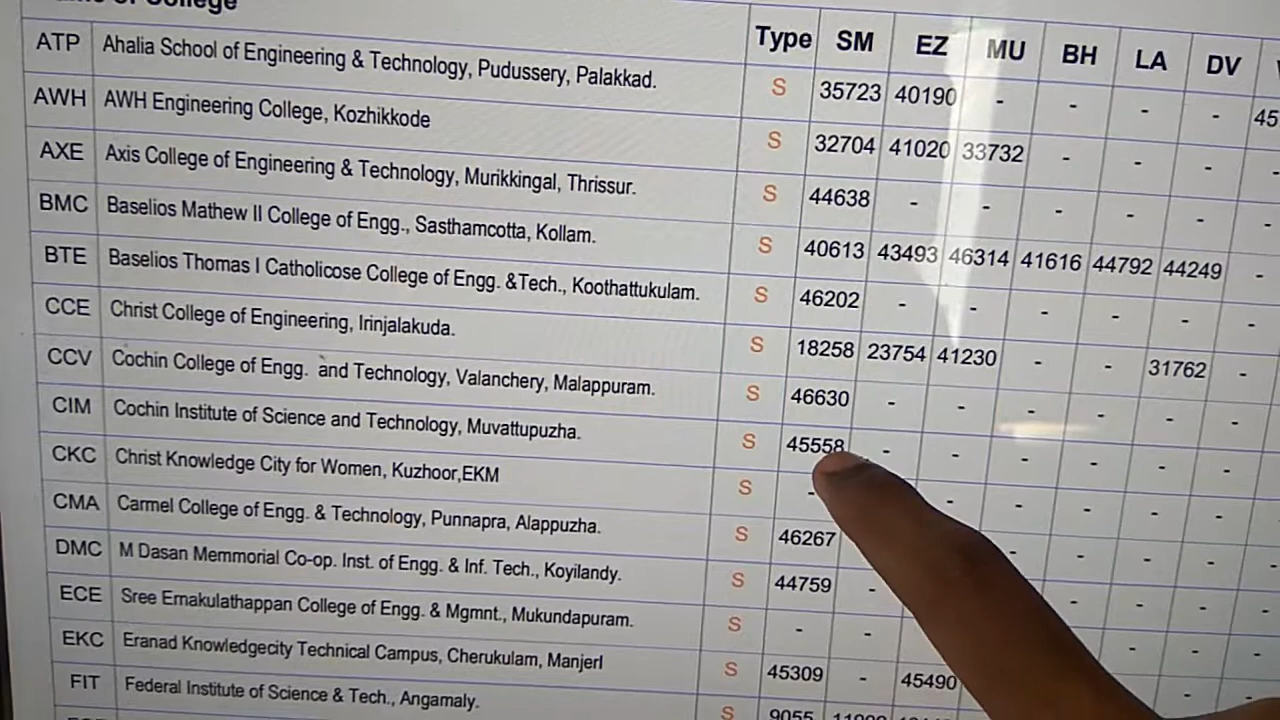 of College Type SM EZ MU BH LA DV
ATP Ahalia School of Engineering & Technology, Pudussery, Palakkad. S 35723 40190 - - - -
AWH AWH Engineering College, Kozhikkode S 32704 41020 33732 - - - -
AXE Axis College of Engineering & Technology, Murikkingal, Thrissur. S 44638 - - - - - -
BMC Baselios Mathew II College of Engg., Sasthamcotta, Kollam. S 40613 43493 46314 41616 44792 44249 -
BTE Baselios Thomas I Catholicose College of Engg. &Tech., Koothattukulam. S 46202 - - - - - -
CCE Christ College of Engineering, Irinjalakuda. S 18258 23754 41230 - - 31762 -
CCV Cochin College of Engg. and Technology, Valanchery, Malappuram. S 46630 - - - - - -
CIM Cochin Institute of Science and Technology, Muvattupuzha. S 45558 - - - - - -
CKC Christ Knowledge City for Women, Kuzhoor,EKM S - - - - - -
CMA Carmel College of Engg. & Technology, Punnapra, Alappuzha. S 46267 - - - -
DMC M Dasan Memmorial Co-op. Inst. of Engg. & Inf. Tech., Koyilandy. S 44759 - - - -
ECE Sree Ernakulathappan College of Engg. & Mgmnt., Mukundapuram. S - - - - -
EKC Eranad Knowledgecity Technical Campus, Cherukulam, Manjerl S 45309 - 45490 - -
FIT Federal Institute of Science & Tech., Angamaly. S 9055